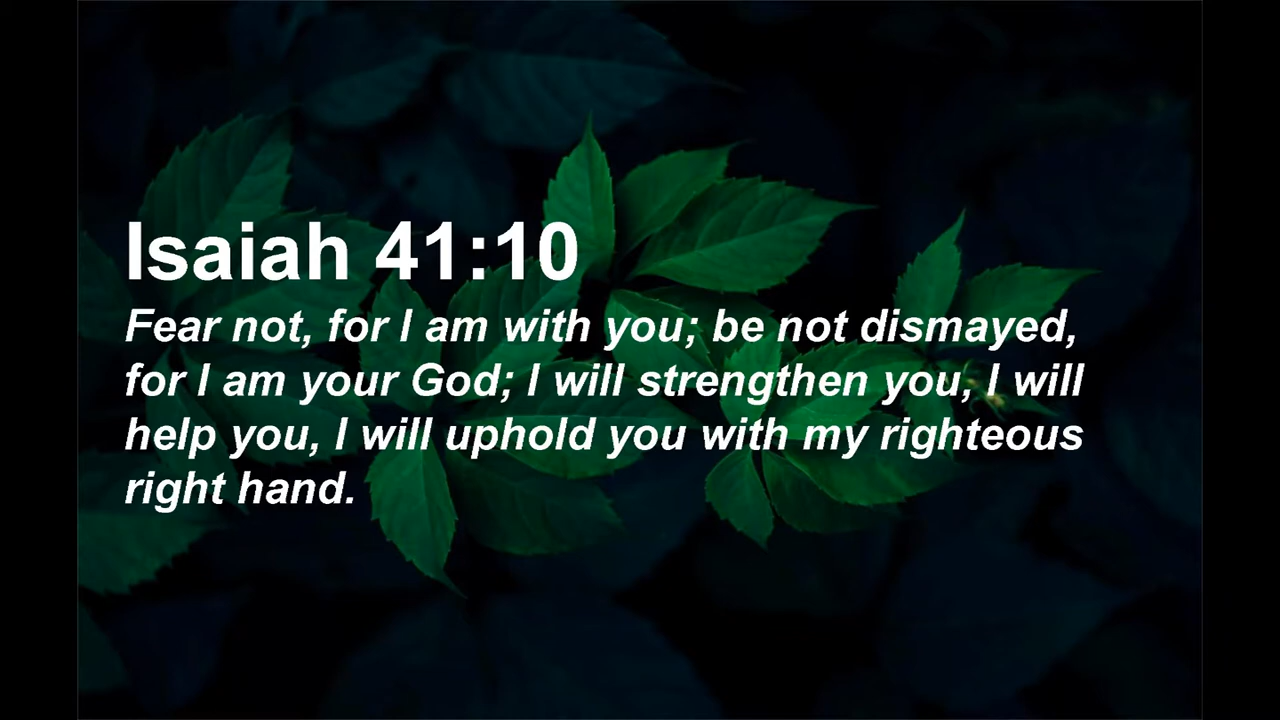 Isaiah 41:10
Fear not, for I am with you; be not dismayed,
for I am your God; I will strengthen you, I will
help you, I will uphold you with my righteous
right hand.